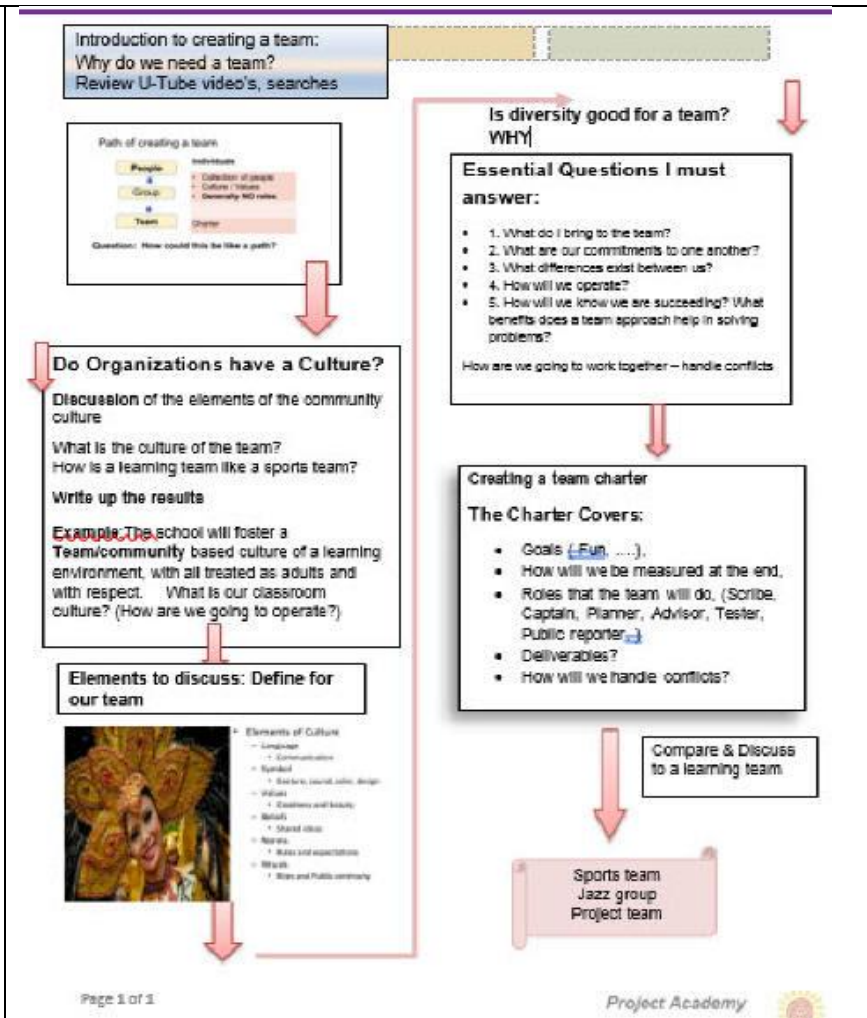 Introduction to creating a team:
Why do we need a team?
Review U-Tube video's, searches
Path of creating a team
People
Group
Team
Individuals
• Collection of people
• Culture / Values
• Generally NO roles
Charter
Question: How could this be like a path?
Do Organizations have a Culture?
Discussion of the elements of the community
culture
What is the culture of the team?
How is a learning team like a sports team?
Write up the results
Example:The school will foster a
Team/community based culture of a learning
environment, with all treated as adults and
with respect. What is our classroom
culture? (How are we going to operate?)
Elements to discuss: Define for
our team
• Elements of Culture
– Language
• Communication
– Symbol
• Gesture, sound, color, design
– Values
• Goodness and beauty
– Beliefs
• Shared ideas
– Norms
• Rules and expectations
– Rituals
• Rites and Public ceremony
Is diversity good for a team?
WHY
Essential Questions I must
answer:
• 1. What do I bring to the team?
• 2. What are our commitments to one another?
• 3. What differences exist between us?
• 4. How will we operate?
• 5. How will we know we are succeeding? What
benefits does a team approach help in solving
problems?
How are we going to work together – handle conflicts
Creating a team charter
The Charter Covers:
• Goals ( Fun, ....),
• How will we be measured at the end,
• Roles that the team will do, (Scribe,
Captain, Planner, Advisor, Tester,
Public reporter..)
• Deliverables?
• How will we handle conflicts?
Compare & Discuss
to a learning team
Sports team
Jazz group
Project team
Page 1 of 1
Project Academy